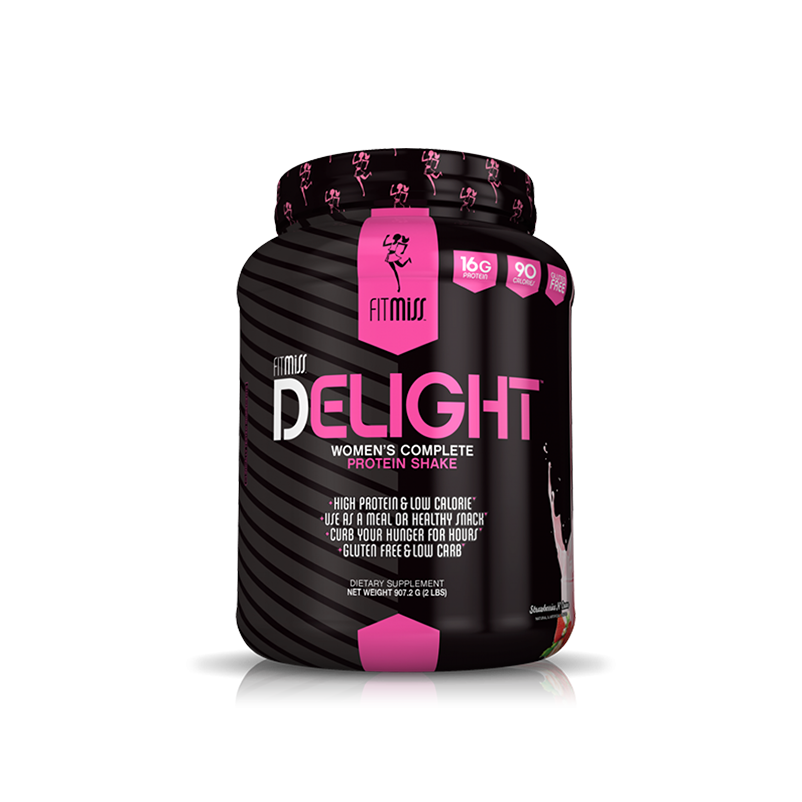 FITMISS
16G
PROTEIN
90
CALORIES
GLUTEN
FREE
FITMISS
DELIGHT™
WOMEN'S COMPLETE
PROTEIN SHAKE
HIGH PROTEIN & LOW CALORIE
USE AS A MEAL OR HEALTHY SNACK
CURB YOUR HUNGER FOR HOURS
GLUTEN FREE & LOW CARB
DIETARY SUPPLEMENT
NET WEIGHT 907.2 G (2 LBS)
Strawberries